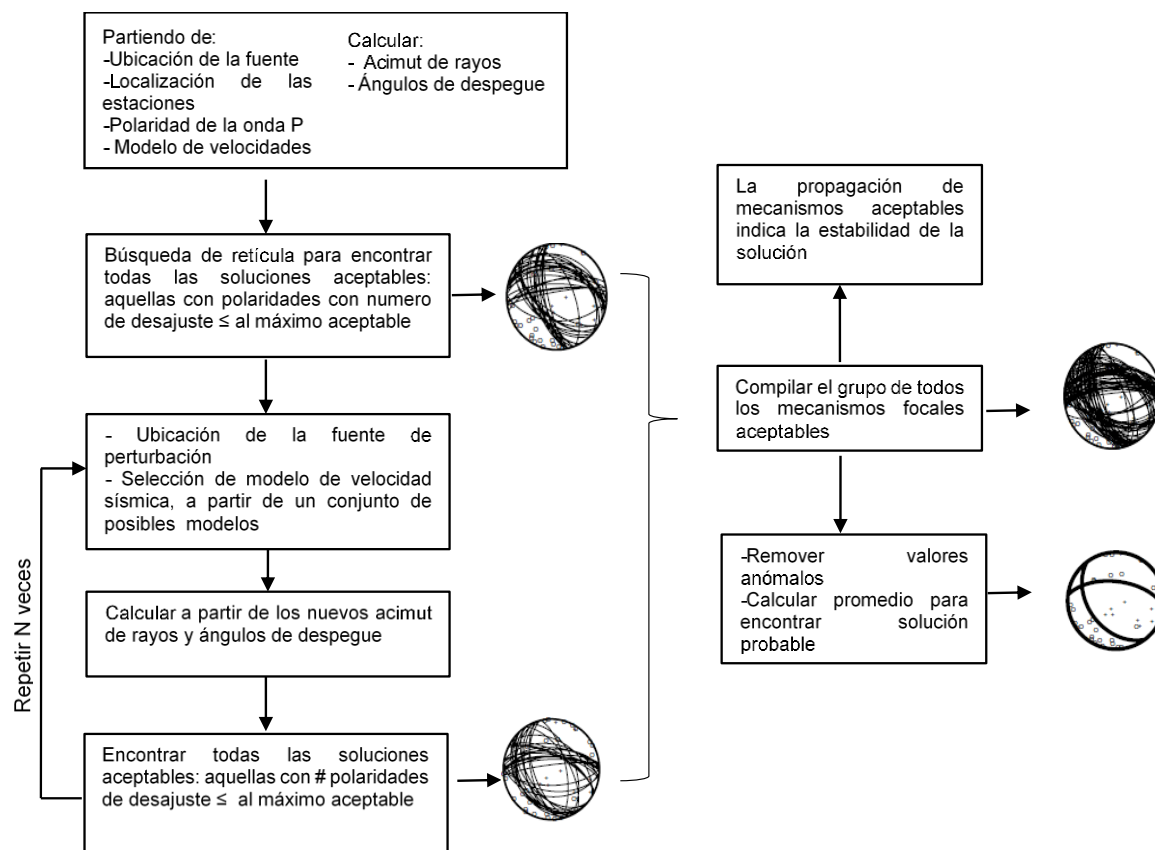 Partiendo de:
-Ubicación de la fuente
-Localización de las
estaciones
-Polaridad de la onda P
- Modelo de velocidades
Calcular:
- Acimut de rayos
- Ángulos de despegue
Búsqueda de retícula para encontrar
todas las soluciones aceptables:
aquellas con polaridades con numero
de desajuste ≤ al máximo aceptable
- Ubicación de la fuente de
perturbación
- Selección de modelo de velocidad
sísmica, a partir de un conjunto de
posibles modelos
Calcular a partir de los nuevos acimut
de rayos y ángulos de despegue
Encontrar todas las soluciones
aceptables: aquellas con # polaridades
de desajuste ≤ al máximo aceptable
Repetir N veces
La propagación de
mecanismos aceptables
indica la estabilidad de la
solución
Compilar el grupo de todos
los mecanismos focales
aceptables
-Remover valores
anómalos
-Calcular promedio para
encontrar solución
probable